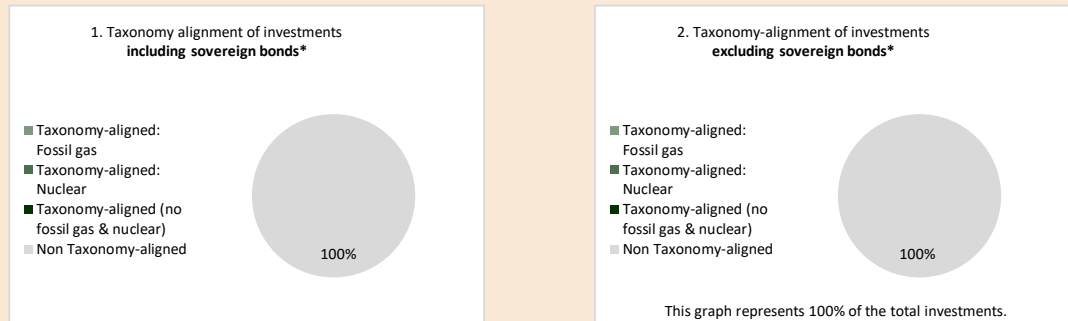 1. Taxonomy alignment of investments
including sovereign bonds*
Taxonomy-aligned:
Fossil gas
Taxonomy-aligned:
Nuclear
Taxonomy-aligned (no
fossil gas & nuclear)
Non Taxonomy-aligned
100%
2. Taxonomy-alignment of investments
excluding sovereign bonds*
Taxonomy-aligned:
Fossil gas
Taxonomy-aligned:
Nuclear
Taxonomy-aligned (no
fossil gas & nuclear)
Non Taxonomy-aligned
100%
This graph represents 100% of the total investments.